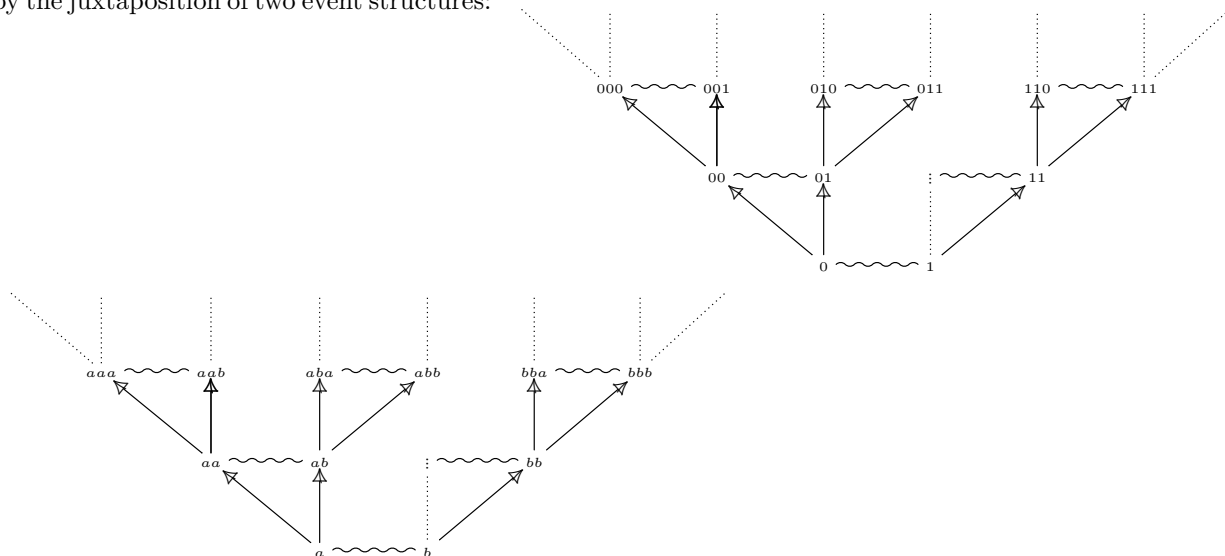 by the juxtaposition of two event structures:
000 001 010 011 110 111
00 01 11
0 1
aaa aab aba abb bba bbb
aa ab bb
a b